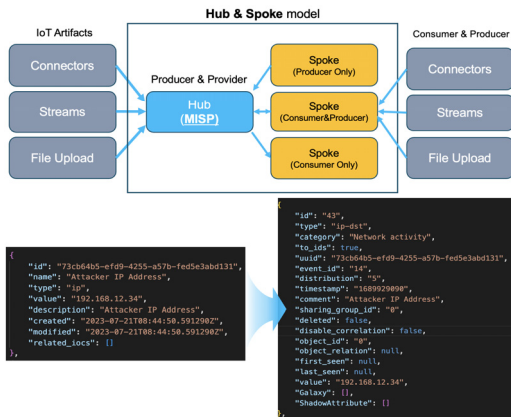 Hub & Spoke model
IoT Artifacts
Consumer & Producer
Connectors
Streams
File Upload
Producer & Provider
Hub
(MISP)
Spoke
(Producer Only)
Spoke
(Consumer&Producer)
Spoke
(Consumer Only)
Connectors
Streams
File Upload
{
"id": "73cb64b5-efd9-4255-a57b-fed5e3abd131",
"name": "Attacker IP Address",
"type": "ip",
"value": "192.168.12.34",
"description": "Attacker IP Address",
"created": "2023-07-21T08:44:50.591290Z",
"modified": "2023-07-21T08:44:50.591290Z",
"related_iocs": []
},
{
"id": "43",
"type": "ip-dst",
"category": "Network activity",
"to_ids": true,
"uuid": "73cb64b5-efd9-4255-a57b-fed5e3abd131",
"event_id": "14",
"distribution": "5",
"timestamp": "1689929090",
"comment": "Attacker IP Address",
"sharing_group_id": "0",
"deleted": false,
"disable_correlation": false,
"object_id": "0",
"object_relation": null,
"first_seen": null,
"last_seen": null,
"value": "192.168.12.34",
"Galaxy": [],
"ShadowAttribute": []
},